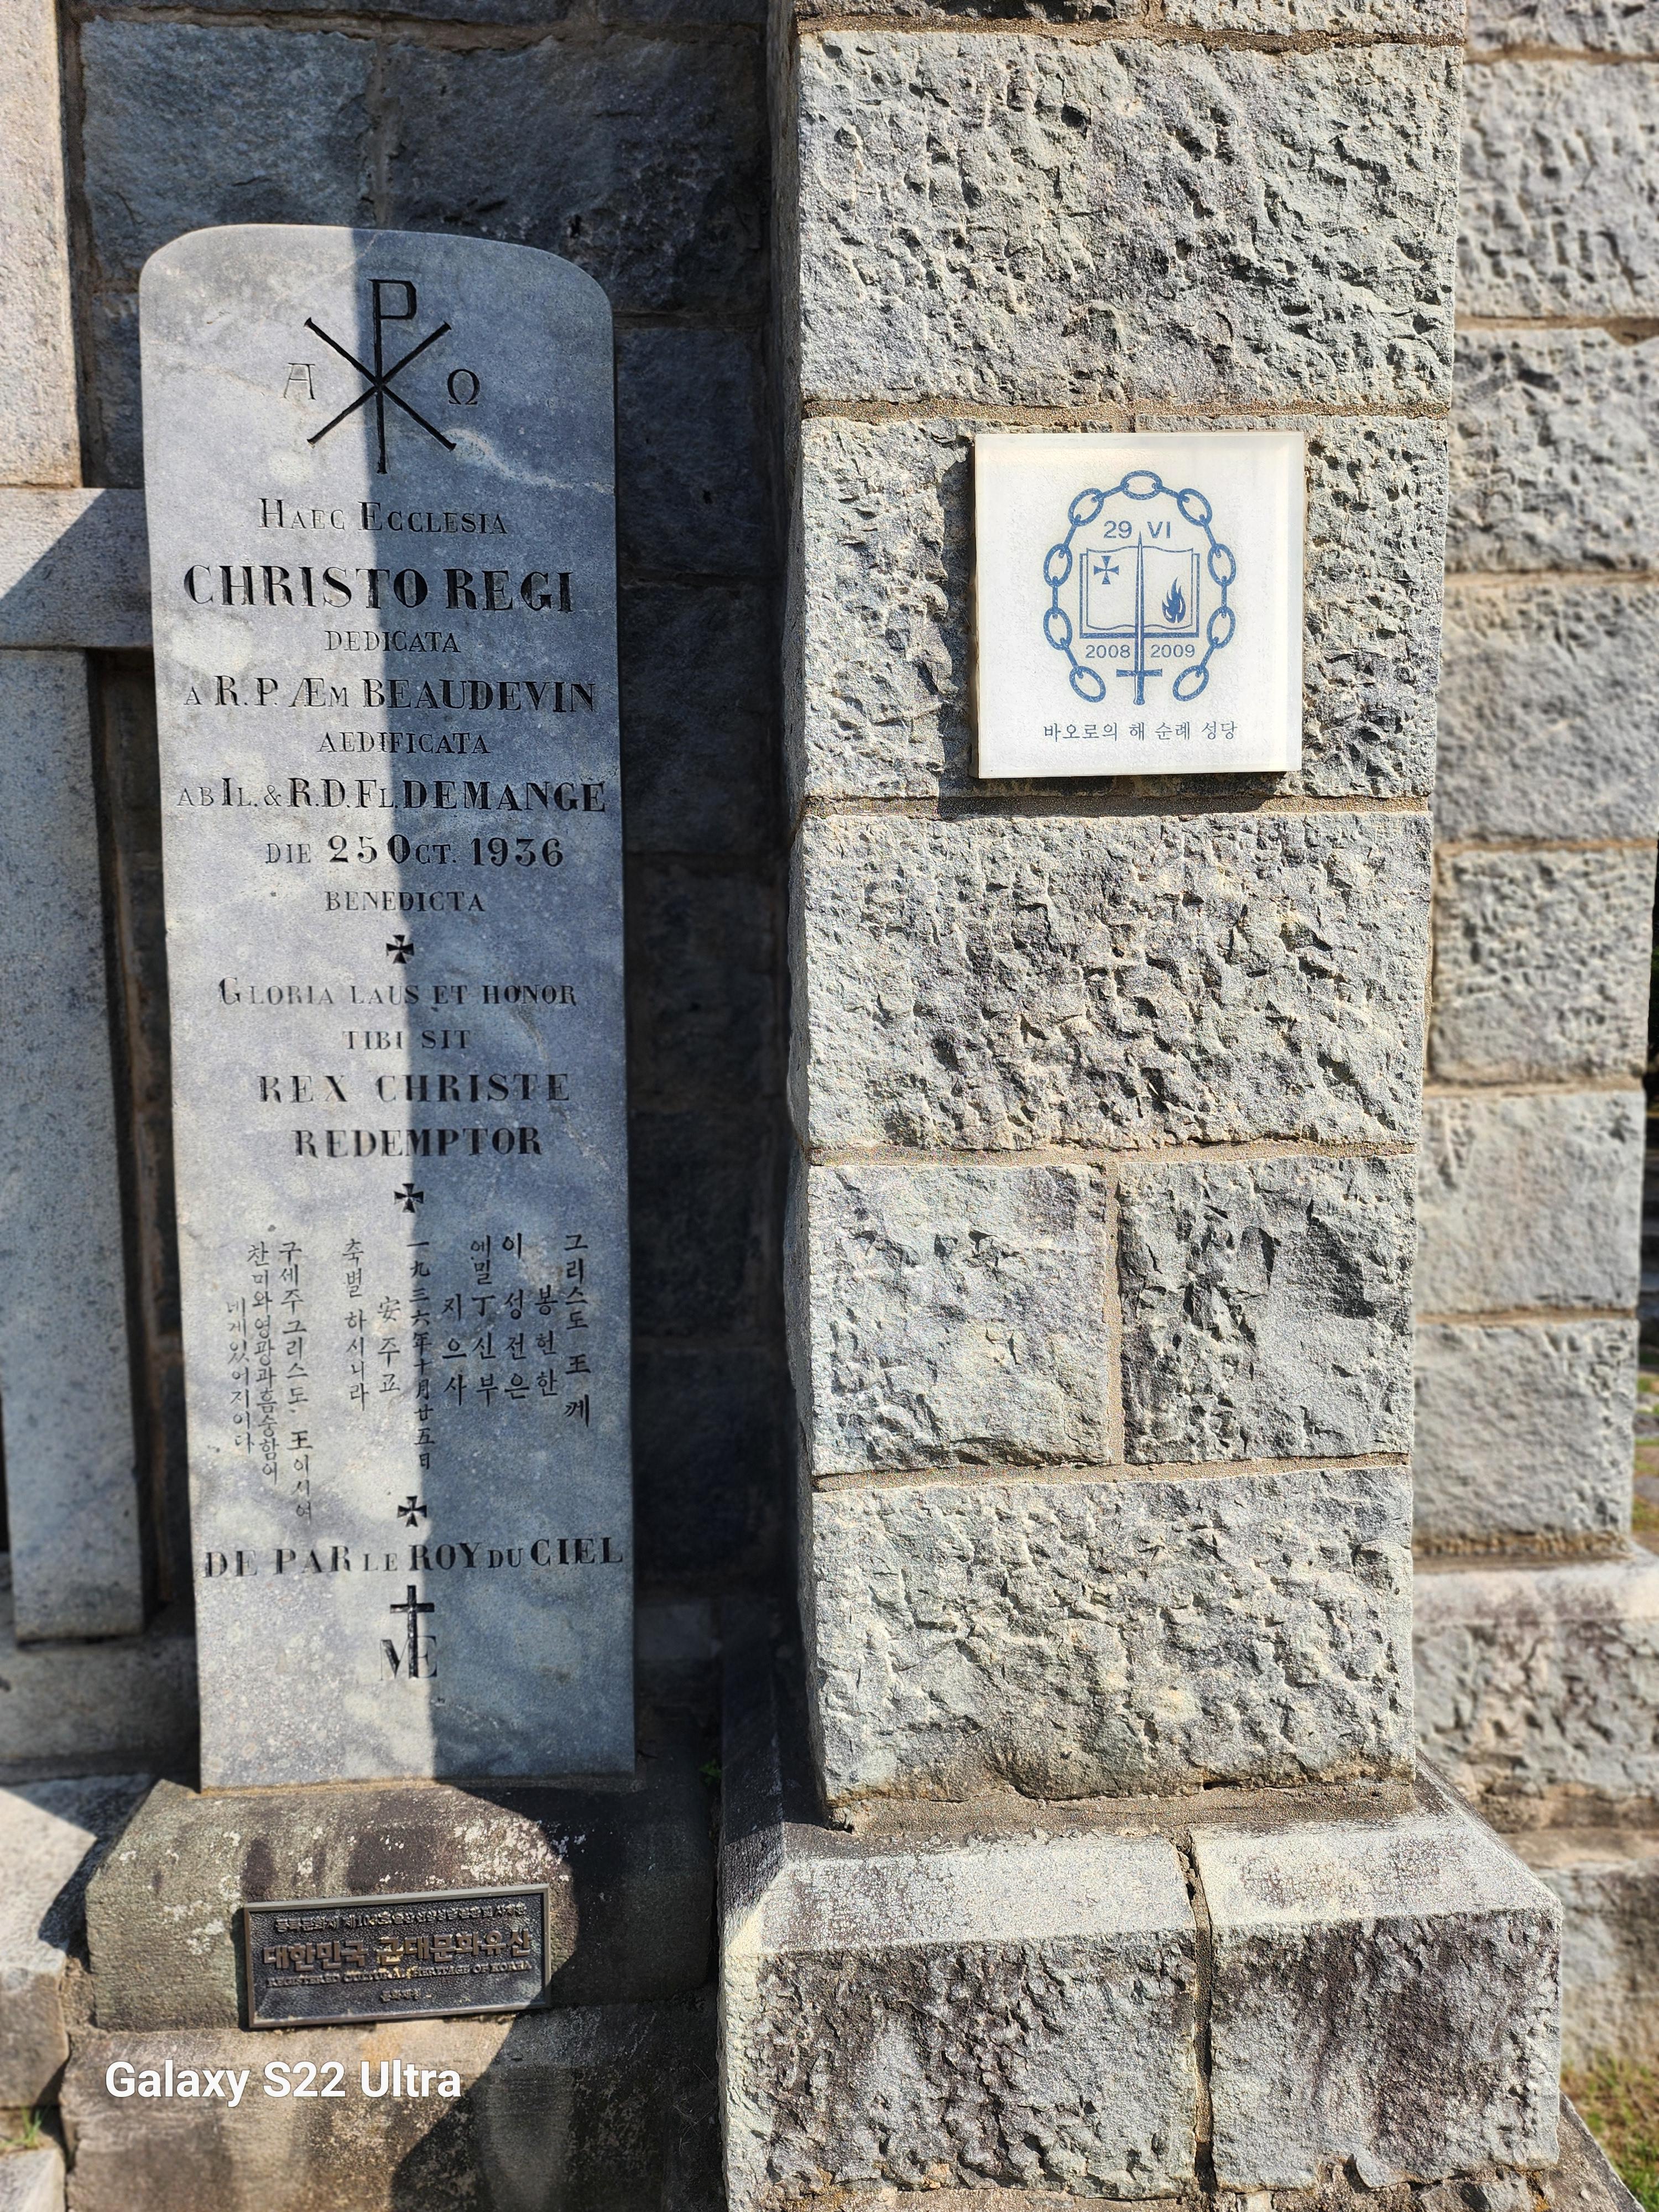 A Ω
HAEC ECCLESIA
CHRISTO REGI
DEDICATA
A R.P. ÆM BEAUDEVIN
AEDIFICATA
AB IL. & R.D. FL. DEMANGE
DIE 25 OCT. 1936
BENEDICTA
GLORIA LAUS ET HONOR
TIBI SIT
REX CHRISTE
REDEMPTOR
그리스도 王께
봉헌한
이 성전은
에밀 丁신부
지으사
一九三六年十月廿五日
安주교
축별하시니라
구세주그리스도 王이시여
찬미와영광과흠숭함이
네게있어지이다
DE PAR LE ROY DU CIEL
ME
29 VI
2008 2009
바오로의 해 순례 성당
대한민국 근대문화유산
REGISTERED CULTURAL HERITAGE OF KOREA
Galaxy S22 Ultra